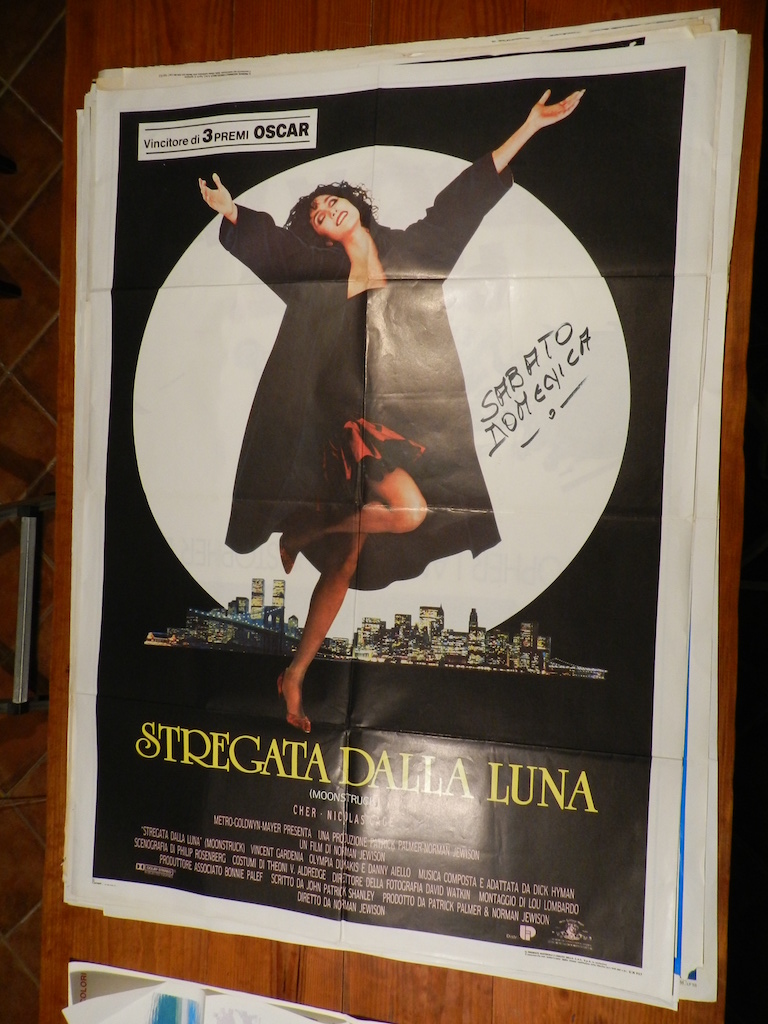 Vincitore di 3 PREMI OSCAR
SABATO
DOMENICA
STREGATA DALLA LUNA
(MOONSTRUCK)
CHER · NICOLAS CAGE
METRO-GOLDWYN-MAYER PRESENTA UNA PRODUZIONE PATRICK PALMER-NORMAN JEWISON
UN FILM DI NORMAN JEWISON
"STREGATA DALLA LUNA" (MOONSTRUCK) VINCENT GARDENIA OLYMPIA DUKAKIS E DANNY AIELLO MUSICA COMPOSTA E ADATTATA DA DICK HYMAN
SCENOGRAFIA DI PHILIP ROSENBERG COSTUMI DI THEONI V. ALDREDGE DIRETTORE DELLA FOTOGRAFIA DAVID WATKIN MONTAGGIO DI LOU LOMBARDO
PRODUTTORE ASSOCIATO BONNIE PALEF SCRITTO DA JOHN PATRICK SHANLEY PRODOTTO DA PATRICK PALMER & NORMAN JEWISON
DIRETTO DA NORMAN JEWISON